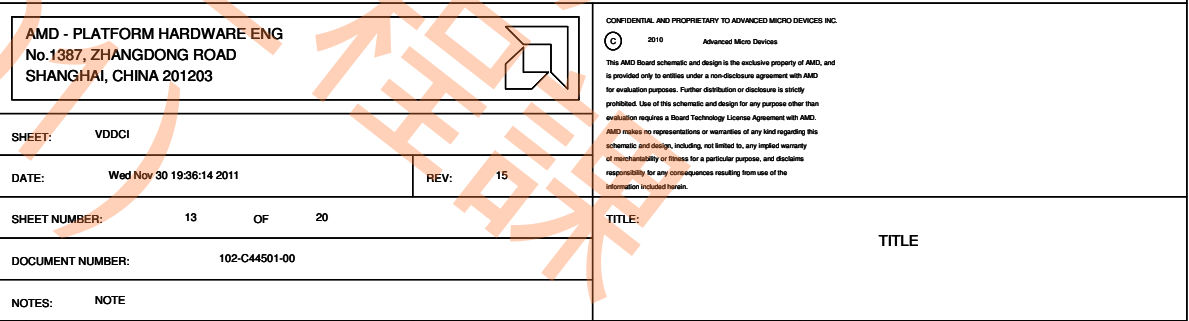 AMD - PLATFORM HARDWARE ENG
No.1387, ZHANGDONG ROAD
SHANGHAI, CHINA 201203
SHEET: VDDCI
DATE: Wed Nov 30 19:36:14 2011 REV: 15
SHEET NUMBER: 13 OF 20
DOCUMENT NUMBER: 102-C44501-00
NOTES: NOTE
CONFIDENTIAL AND PROPRIETARY TO ADVANCED MICRO DEVICES INC.
C 2010 Advanced Micro Devices
This AMD Board schematic and design is the exclusive property of AMD, and
is provided only to entities under a non-disclosure agreement with AMD
for evaluation purposes. Further distribution or disclosure is strictly
prohibited. Use of this schematic and design for any purpose other than
evaluation requires a Board Technology License Agreement with AMD.
AMD makes no representations or warranties of any kind regarding this
schematic and design, including, not limited to, any implied warranty
of merchantability or fitness for a particular purpose, and disclaims
responsibility for any consequences resulting from use of the
information included herein.
TITLE:
TITLE
程課